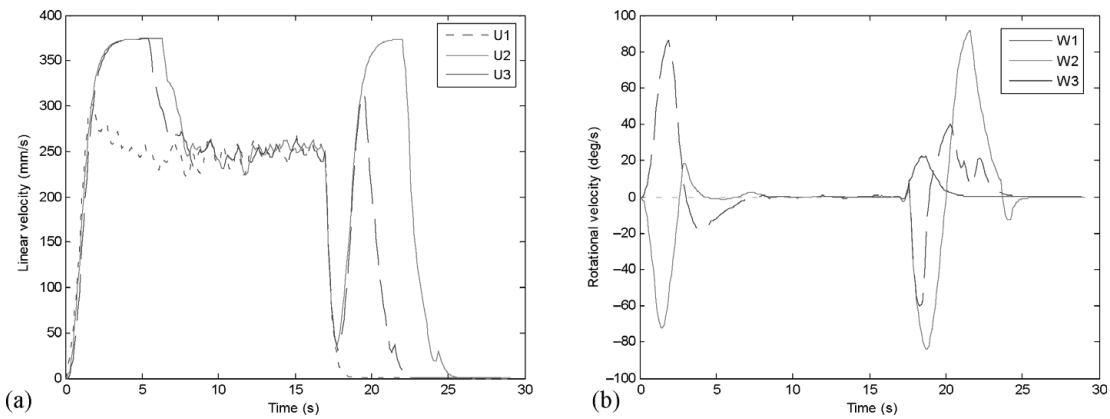 400
350
300
250
200
150
100
50
0
Linear velocity (mm/s)
U1
U2
U3
0 5 10 15 20 25 30
Time (s)
(a)
100
80
60
40
20
0
–20
–40
–60
–80
–100
Rotational velocity (deg/s)
W1
W2
W3
0 5 10 15 20 25 30
Time (s)
(b)